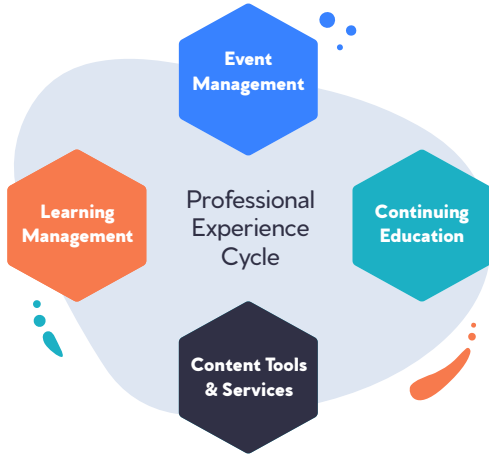 Event
Management
Learning
Management
Professional
Experience
Cycle
Continuing
Education
Content Tools
& Services